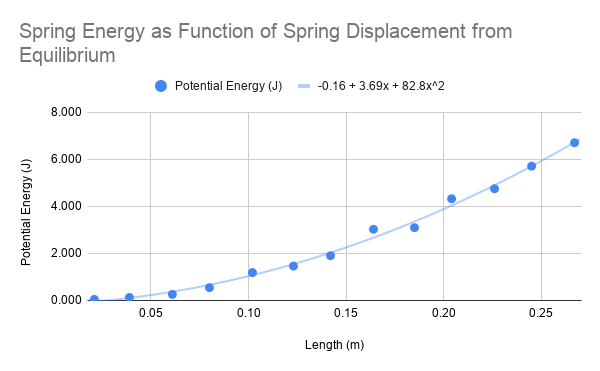 Spring Energy as Function of Spring Displacement from
Equilibrium
Potential Energy (J)
-0.16 + 3.69x + 82.8x^2
8.000
6.000
4.000
2.000
0.000
Potential Energy (J)
0.05
0.10
0.15
0.20
0.25
Length (m)